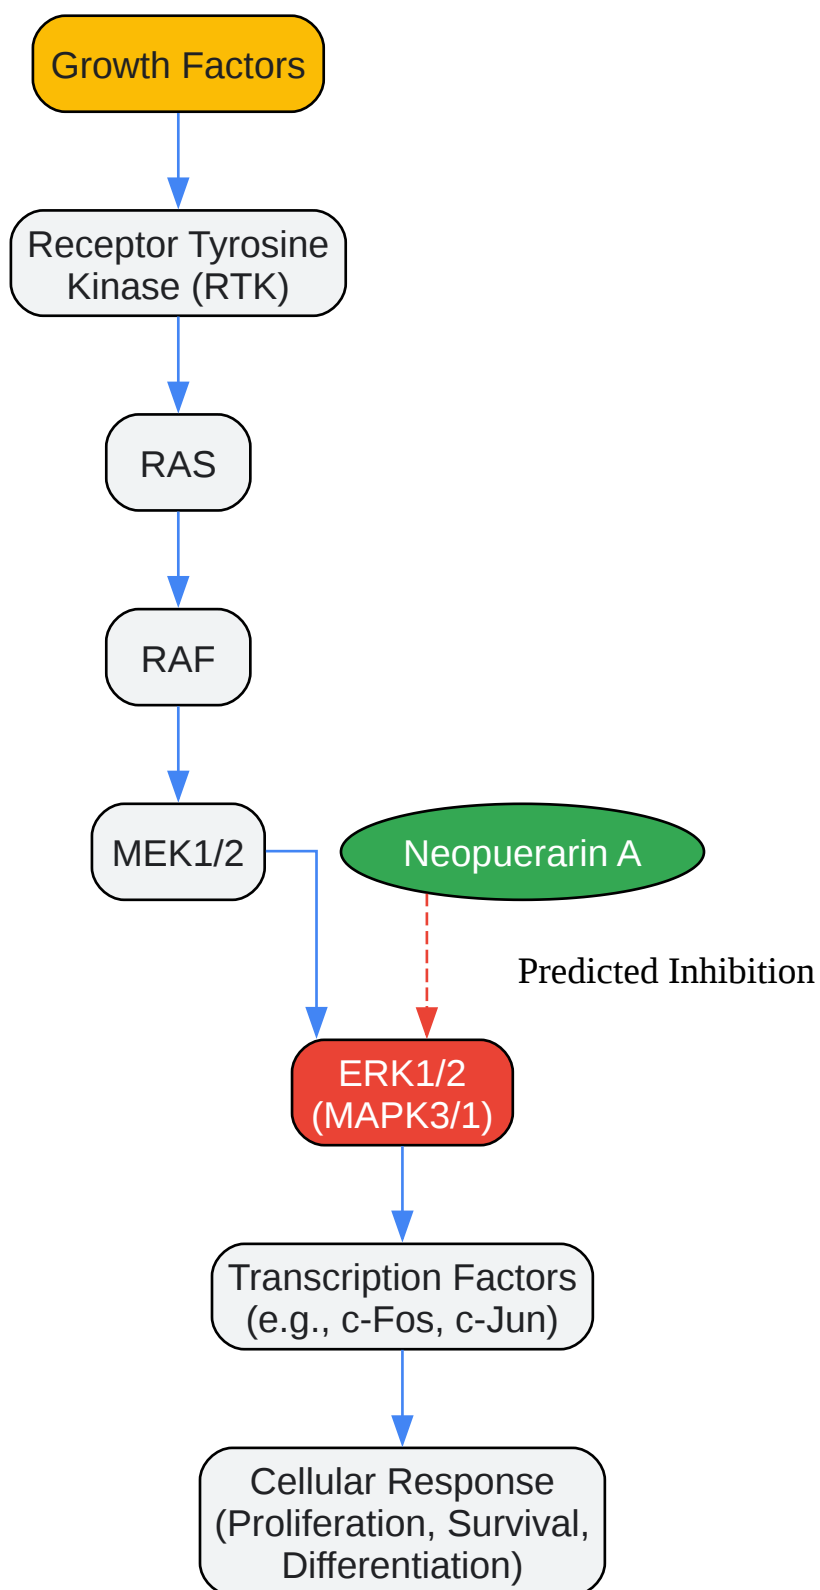 Growth Factors
Receptor Tyrosine
Kinase (RTK)
RAS
RAF
MEK1/2
Neopuerarin A
Predicted Inhibition
ERK1/2
(MAPK3/1)
Transcription Factors
(e.g., c-Fos, c-Jun)
Cellular Response
(Proliferation, Survival,
Differentiation)